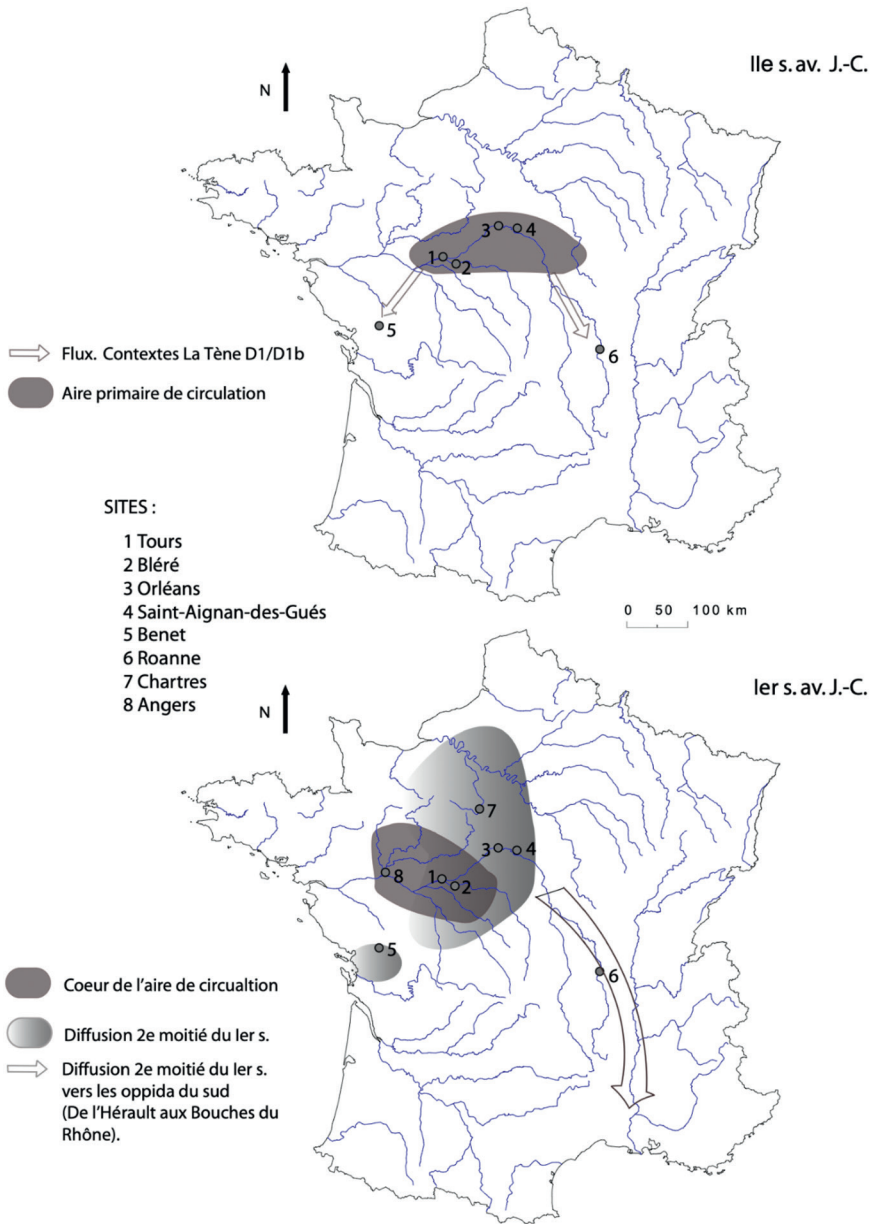 IIe s. av. J.-C.
N
3
4
1
2
5
6
Flux. Contextes La Tène D1/D1b
Aire primaire de circulation
SITES :
1 Tours
2 Bléré
3 Orléans
4 Saint-Aignan-des-Gués
5 Benet
6 Roanne
7 Chartres
8 Angers
0 50 100 km
Ier s. av. J.-C.
N
7
3
4
8
1
2
5
6
Coeur de l'aire de circualtion
Diffusion 2e moitié du Ier s.
Diffusion 2e moitié du Ier s.
vers les oppida du sud
(De l'Hérault aux Bouches du
Rhône).